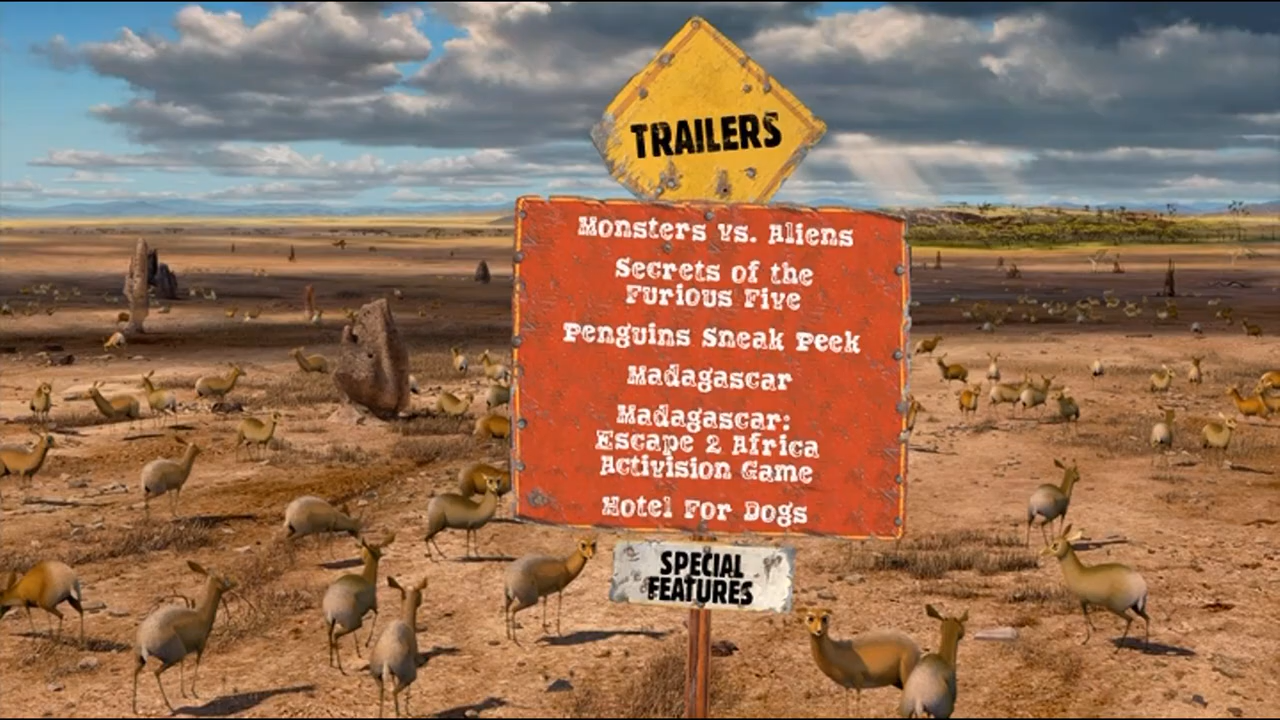 TRAILERS
Monsters vs. Aliens
Secrets of the
Furious Five
Penguins Sneak Peek
Madagascar
Madagascar:
Escape 2 Africa
Activision Game
Hotel For Dogs
SPECIAL
FEATURES